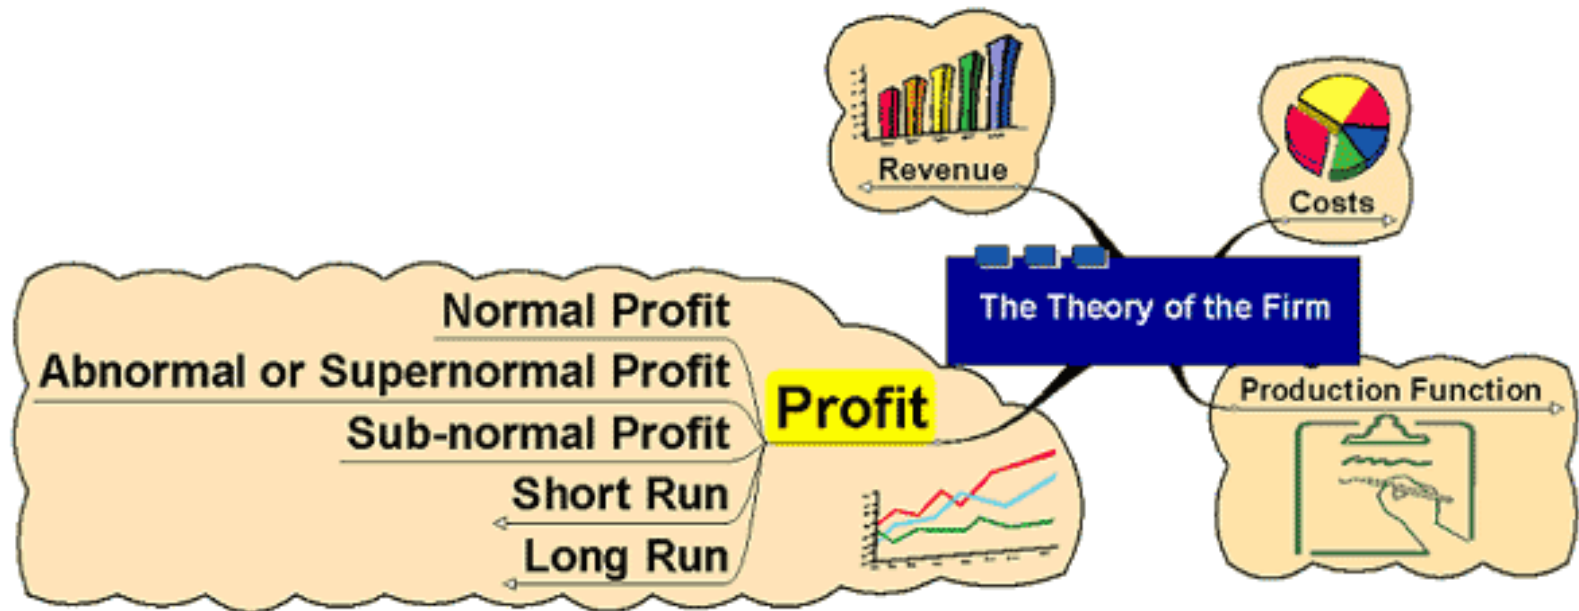 Revenue
Costs
The Theory of the Firm
Normal Profit
Abnormal or Supernormal Profit
Sub-normal Profit
Short Run
Long Run
Profit
Production Function